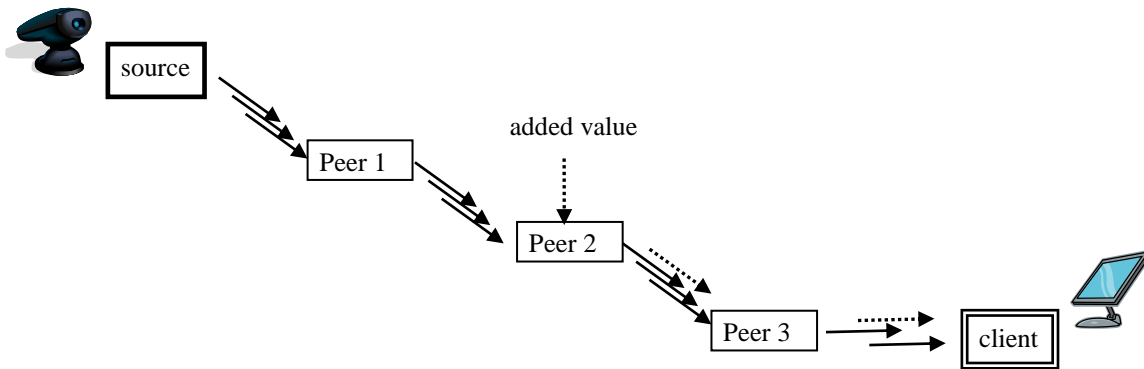 source
added value
Peer 1
Peer 2
Peer 3
client